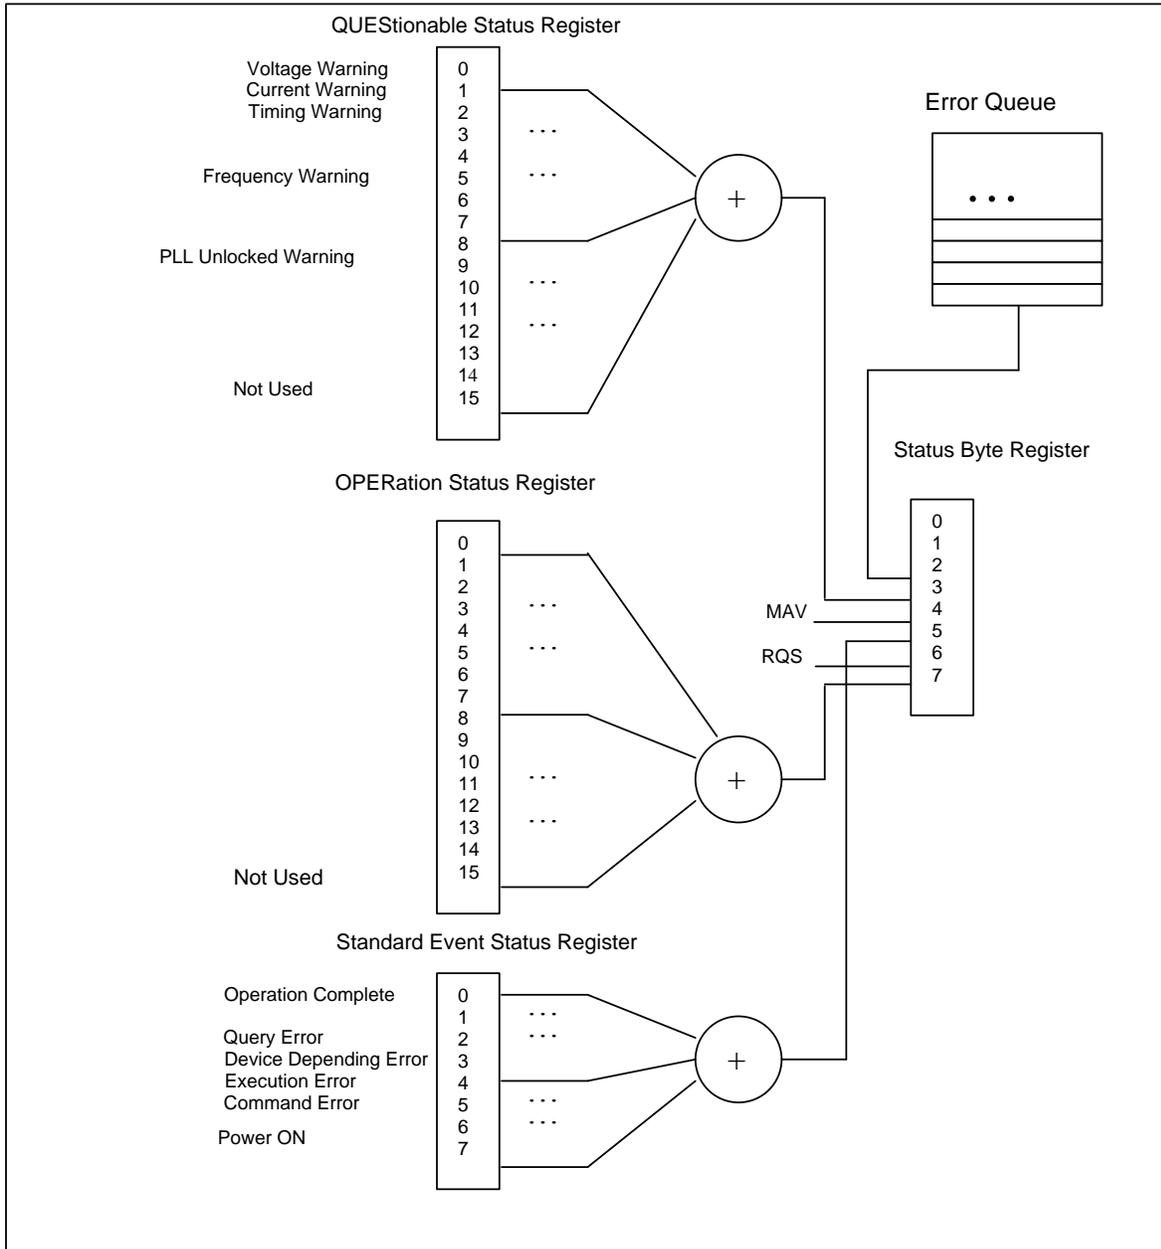 QUEStionable Status Register
Voltage Warning 0
Current Warning 1
Timing Warning 2
3 ...
4
Frequency Warning 5 ...
6
7
8
PLL Unlocked Warning 9
10 ...
11
12 ...
13
14
Not Used 15
+
Error Queue
...
Status Byte Register
0
1
2
3
4
5
6
7
MAV
RQS
OPERation Status Register
0
1
2
3 ...
4
5 ...
6
7
8
9
10
11 ...
12
13 ...
14
Not Used 15
+
Standard Event Status Register
Operation Complete 0
1 ...
Query Error 2 ...
Device Depending Error 3
Execution Error 4
Command Error 5 ...
6 ...
Power ON 7
+